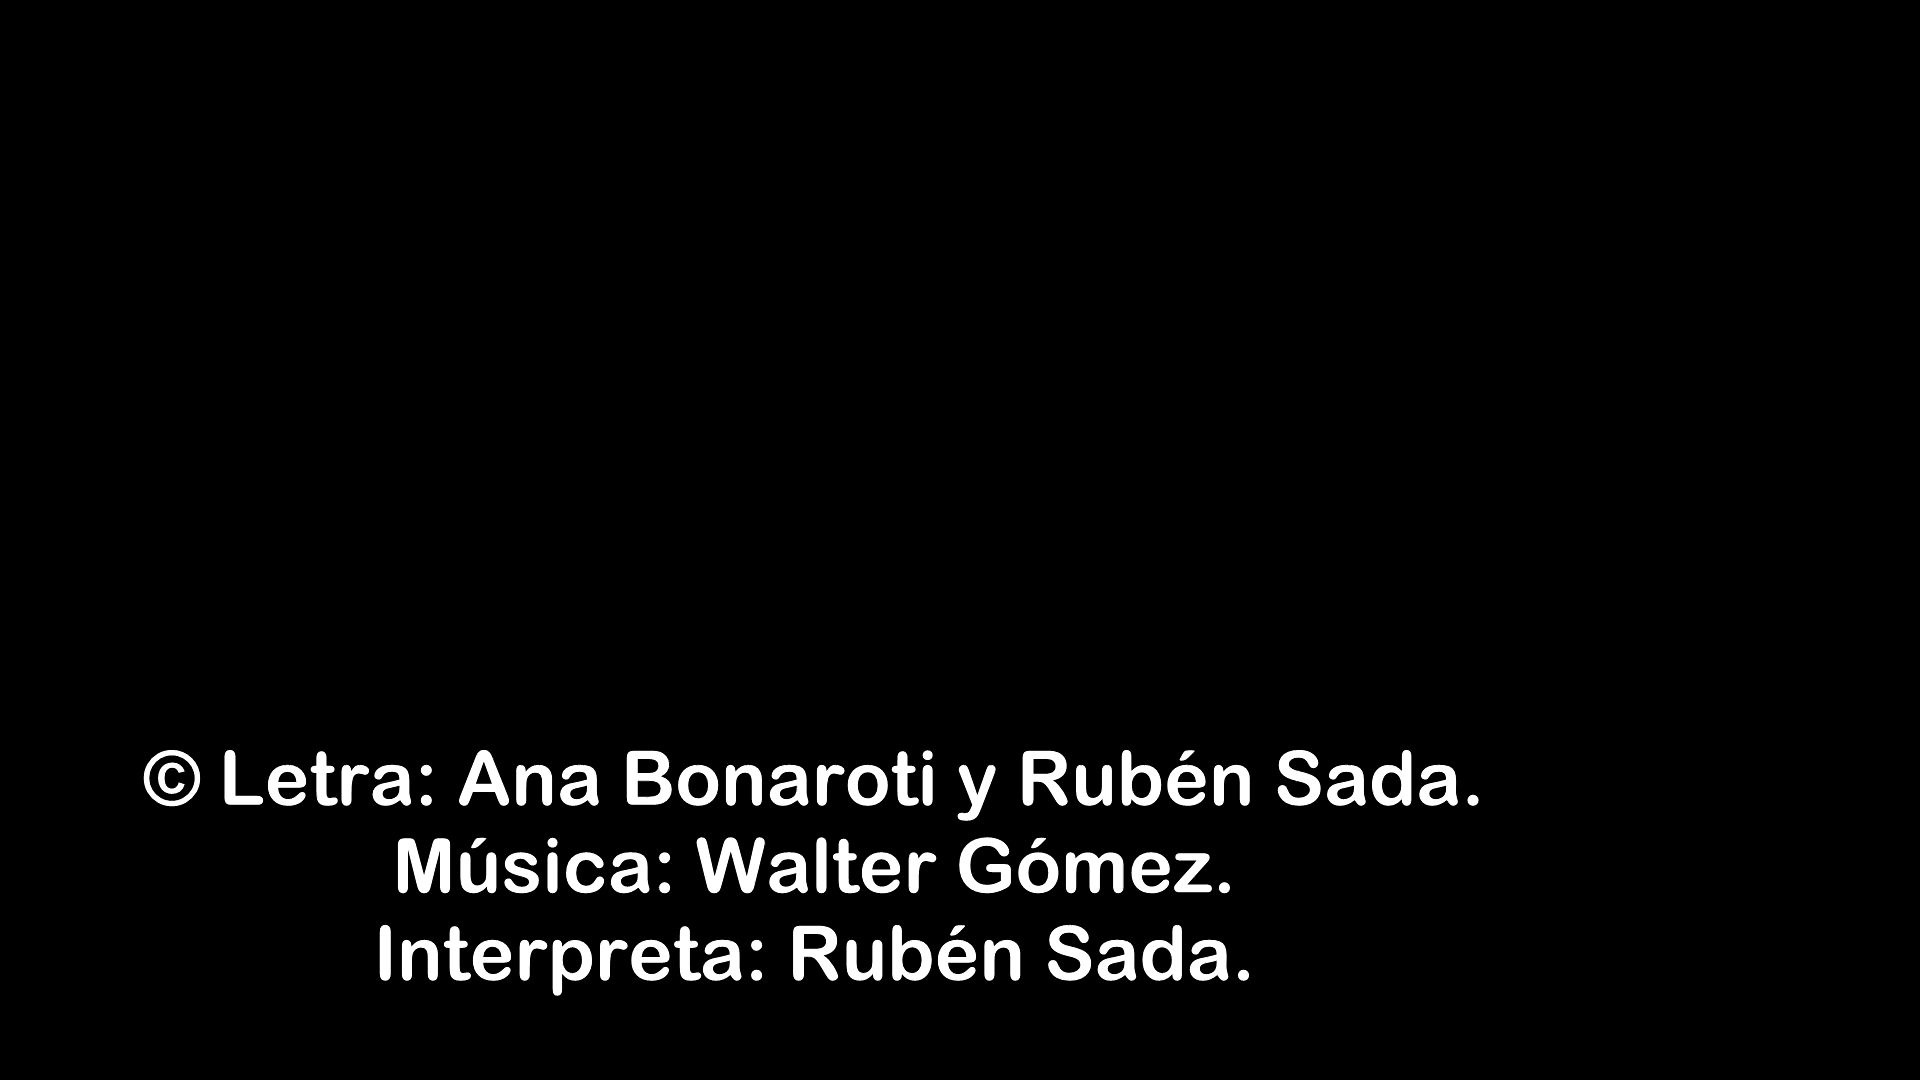 © Letra: Ana Bonaroti y Rubén Sada.
Música: Walter Gómez.
Interpreta: Rubén Sada.